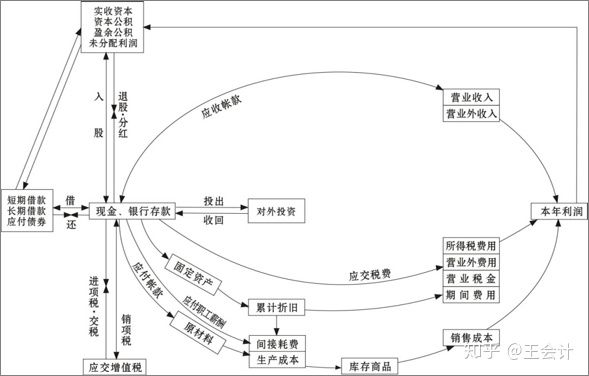 实收资本
资本公积
盈余公积
未分配利润
入股
退股·分红
应收帐款
营业收入
营业外收入
短期借款
长期借款
应付债券
借
还
现金、银行存款
投出
收回
对外投资
本年利润
固定资产
应付帐款
应付职工薪酬
原材料
应交税费
所得税费用
营业外费用
营业税金
期间费用
累计折旧
间接耗费
生产成本
库存商品
销售成本
进项税·交税
销项税
应交增值税
知乎 @王会计